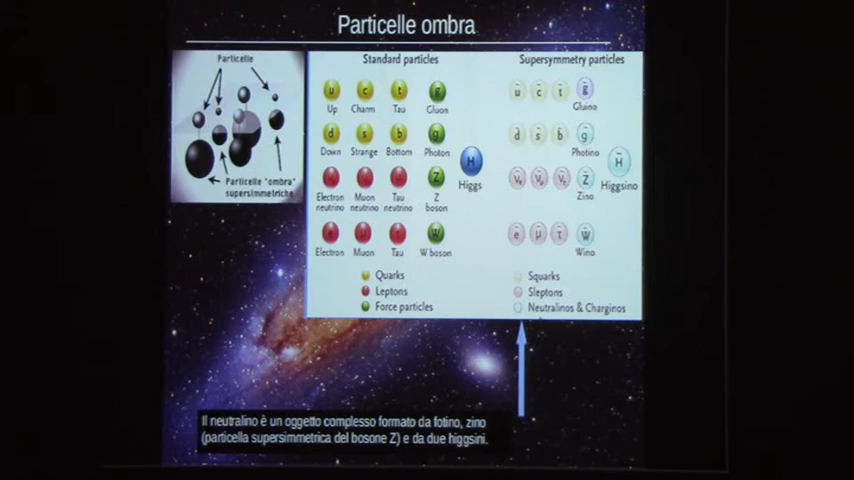 Particelle ombra
Particelle
Particelle "ombra"
supersimmetriche
Standard particles
u c t g
Up Charm Tau Gluon
d s b g
Down Strange Bottom Photon
H
Higgs
Z
Electron neutrino Muon neutrino Tau neutrino Z boson
e μ τ W
Electron Muon Tau W boson
Quarks
Leptons
Force particles
Supersymmetry particles
ũ c̃ t̃ g̃
Gluino
d̃ s̃ b̃ g̃
Photino
H̃
Higgsino
ṽe ṽμ ṽτ Z̃
Zino
ẽ μ̃ τ̃ W̃
Wino
Squarks
Sleptons
Neutralinos & Charginos
Il neutralino è un oggetto complesso formato da fotino, zino
(particella supersimmetrica del bosone Z) e da due higgsini.